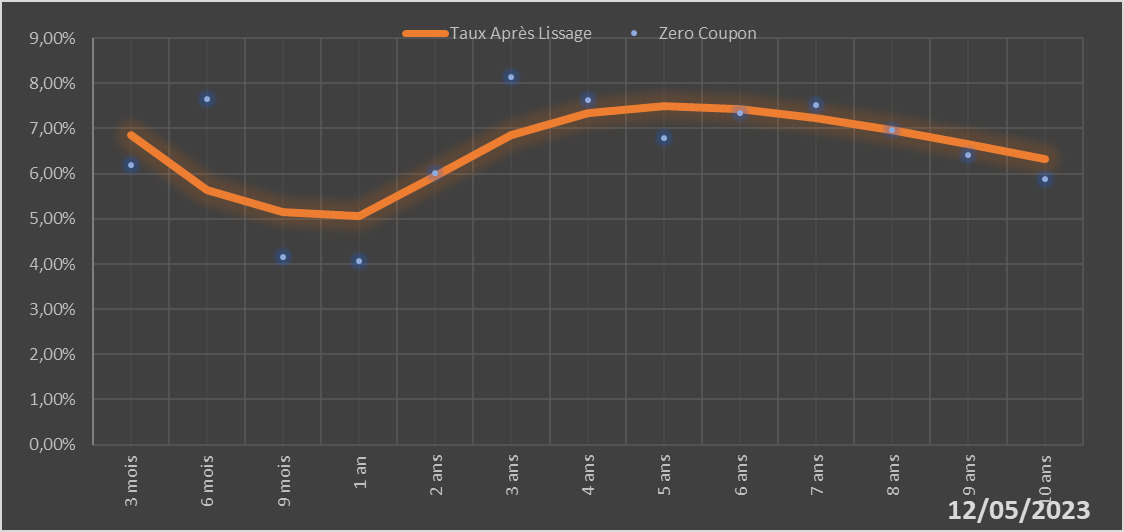 Taux Après Lissage Zero Coupon
9,00%
8,00%
7,00%
6,00%
5,00%
4,00%
3,00%
2,00%
1,00%
0,00%
3 mois
6 mois
9 mois
1 an
2 ans
3 ans
4 ans
5 ans
6 ans
7 ans
8 ans
9 ans
10 ans
12/05/2023